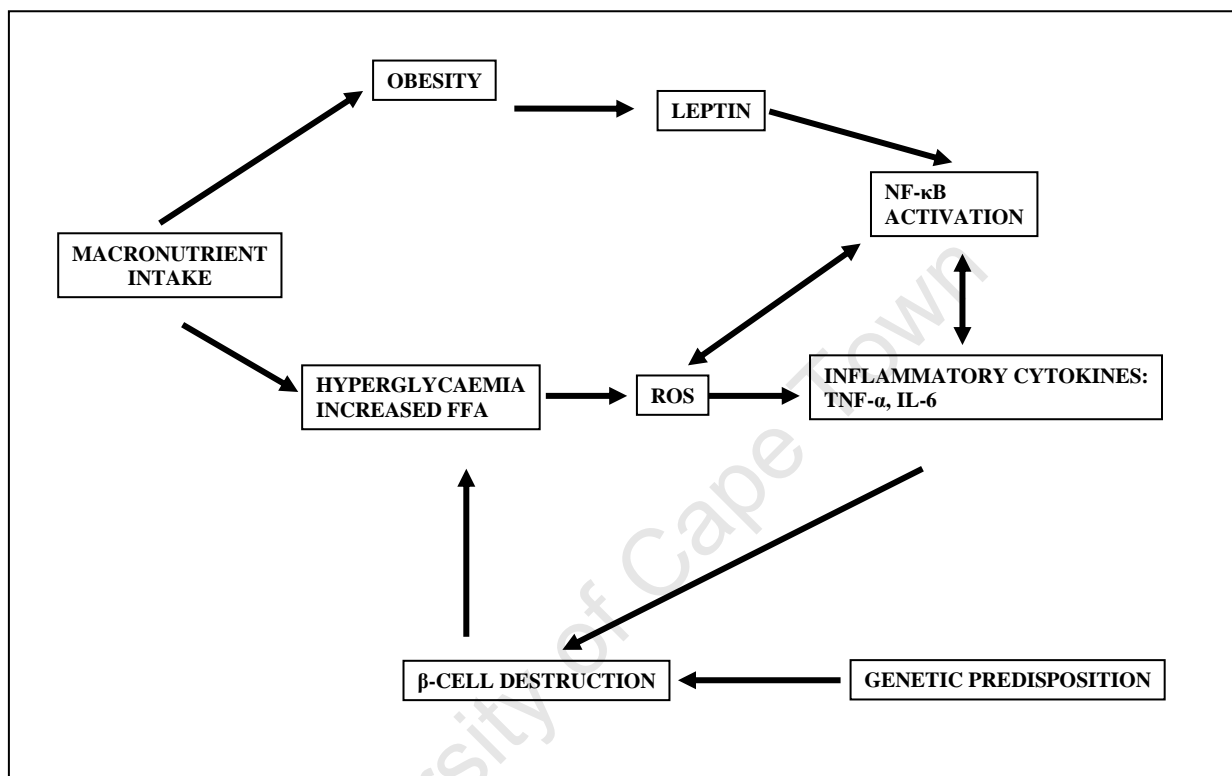 OBESITY
LEPTIN
NF-κB
ACTIVATION
MACRONUTRIENT
INTAKE
HYPERGLYCAEMIA
INCREASED FFA
ROS
INFLAMMATORY CYTOKINES:
TNF-α, IL-6
β-CELL DESTRUCTION
GENETIC PREDISPOSITION
rsity of Cape Town